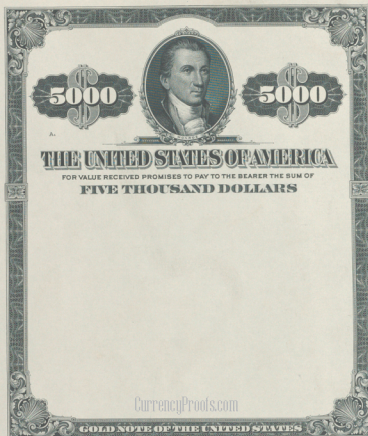 5000 5000
A.
MONROE
THE UNITED STATES OF AMERICA
FOR VALUE RECEIVED PROMISES TO PAY TO THE BEARER THE SUM OF
FIVE THOUSAND DOLLARS
CurrencyProofs.com
GOLD NOTE OF THE UNITED STATES